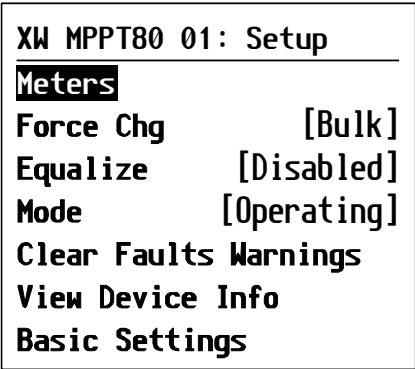 XW MPPT80 01: Setup
Meters
Force Chg [Bulk]
Equalize [Disabled]
Mode [Operating]
Clear Faults Warnings
View Device Info
Basic Settings